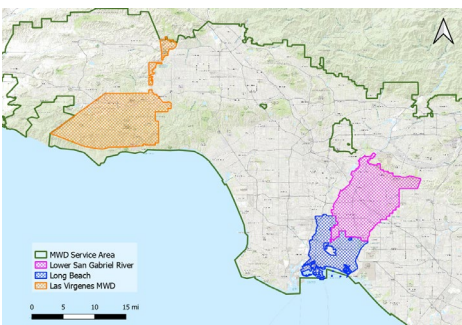 MWD Service Area
Lower San Gabriel River
Long Beach
Las Virgenes MWD
0 5 10 15 mi